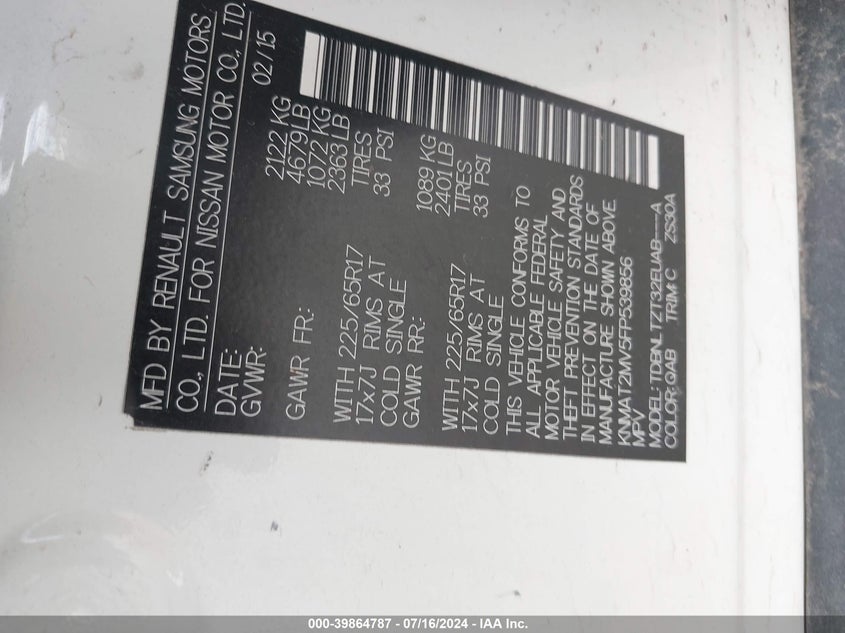 MFD BY RENAULT SAMSUNG MOTORS
CO., LTD. FOR NISSAN MOTOR CO., LTD.
DATE: 02/15
GVWR: 2122 KG
4679 LB
GAWR FR: 1072 KG
2363 LB
WITH 225/65R17 TIRES
17x7J RIMS AT 33 PSI
COLD SINGLE
GAWR RR: 1089 KG
2401 LB
WITH 225/65R17 TIRES
17x7J RIMS AT 33 PSI
COLD SINGLE
THIS VEHICLE CONFORMS TO
ALL APPLICABLE FEDERAL
MOTOR VEHICLE SAFETY AND
THEFT PREVENTION STANDARDS
IN EFFECT ON THE DATE OF
MANUFACTURE SHOWN ABOVE.
KNMAT2MV5FP539856
MPV
MODEL: TDBNLTZT32EUAB-----A
COLOR: QAB TRIM: C ZS30A
000-39864787 - 07/16/2024 - IAA Inc.